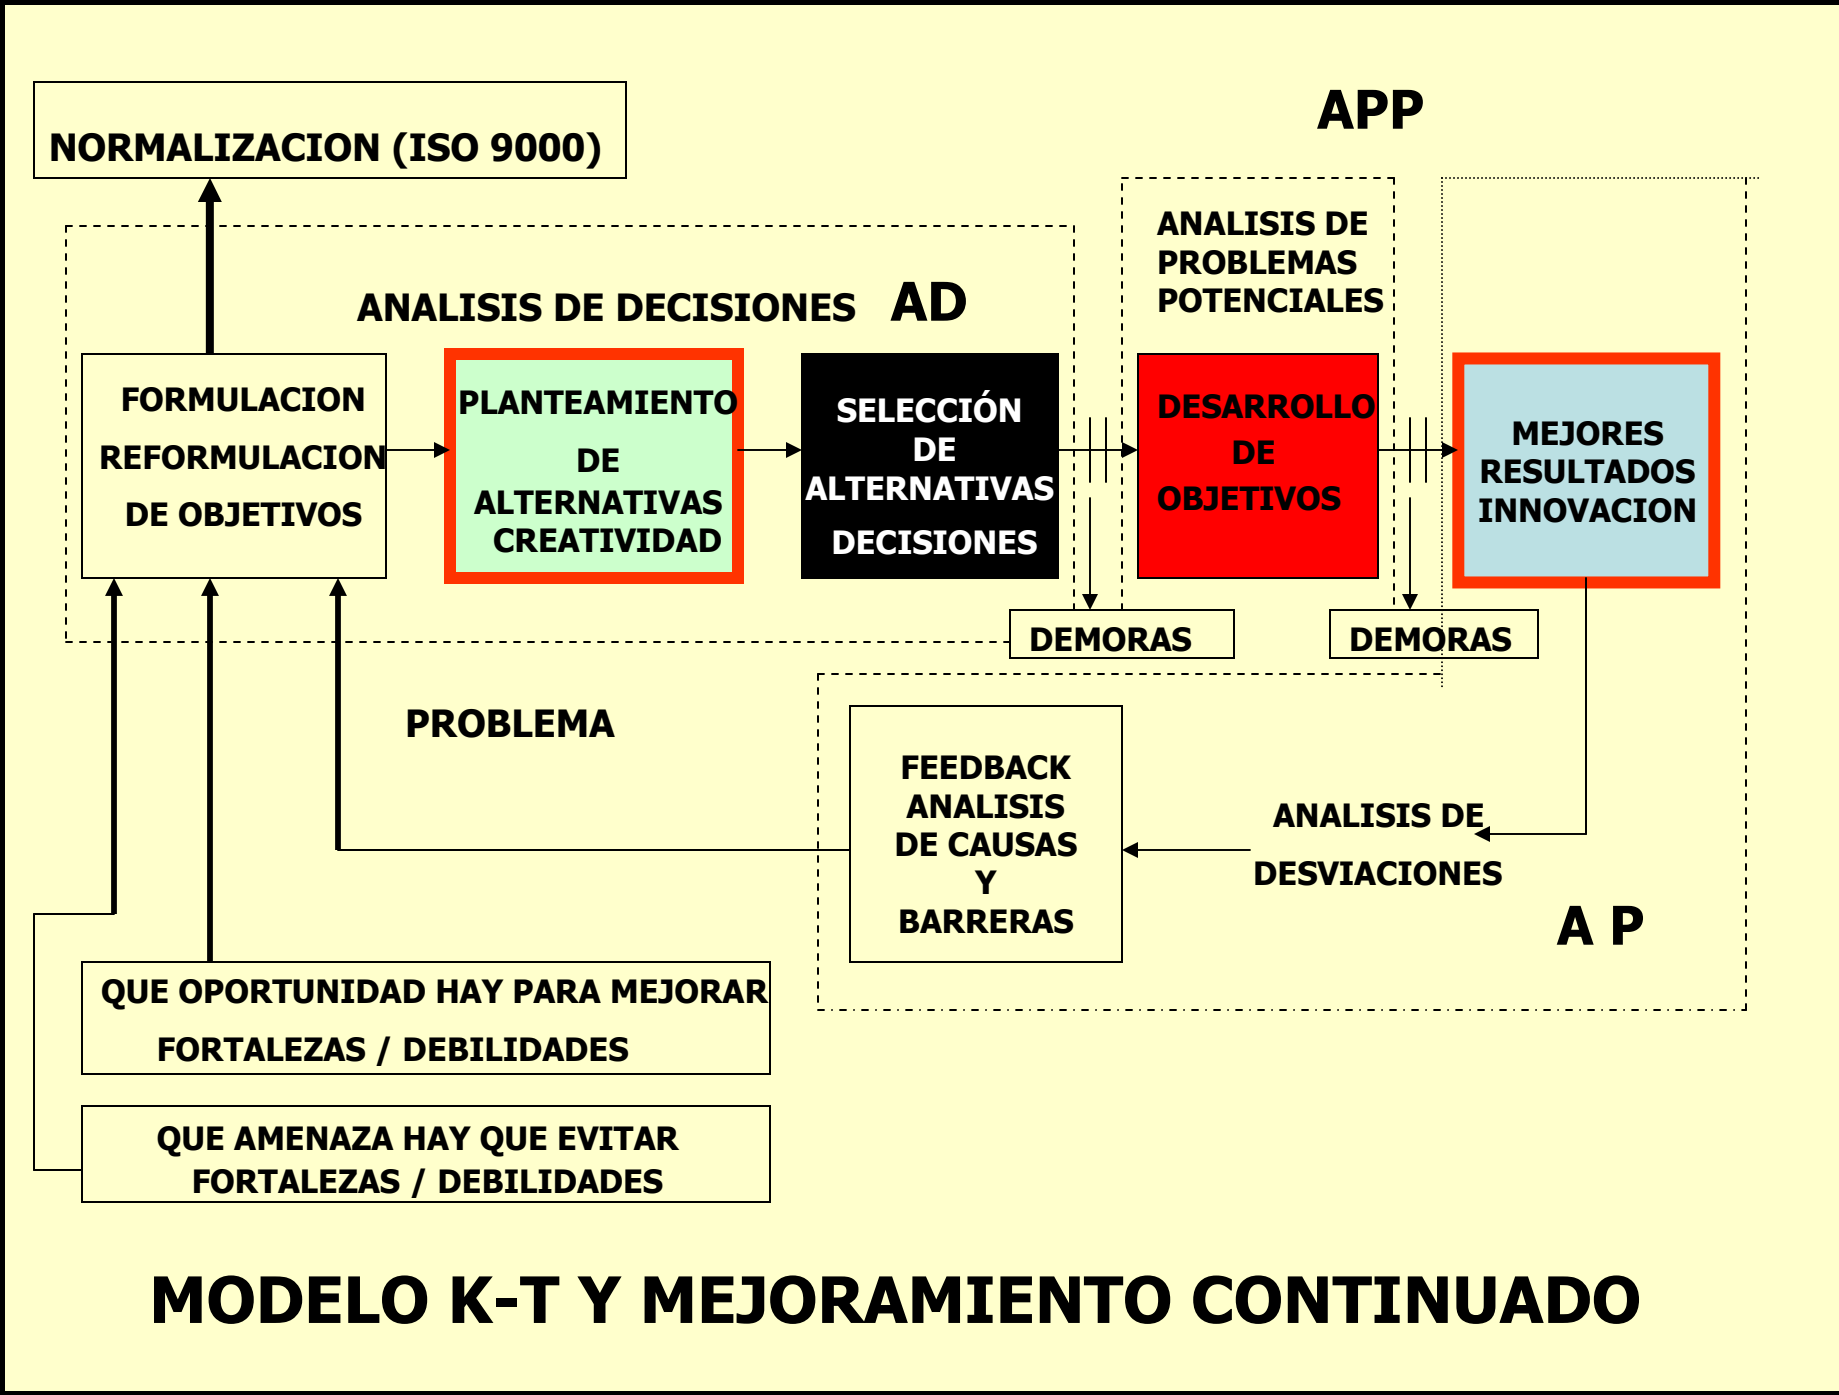 NORMALIZACION (ISO 9000)
APP
ANALISIS DE
PROBLEMAS
POTENCIALES
ANALISIS DE DECISIONES AD
FORMULACION
REFORMULACION
DE OBJETIVOS
PLANTEAMIENTO
DE
ALTERNATIVAS
CREATIVIDAD
SELECCIÓN
DE
ALTERNATIVAS
DECISIONES
DESARROLLO
DE
OBJETIVOS
MEJORES
RESULTADOS
INNOVACION
DEMORAS
DEMORAS
PROBLEMA
FEEDBACK
ANALISIS
DE CAUSAS
Y
BARRERAS
ANALISIS DE
DESVIACIONES
A P
QUE OPORTUNIDAD HAY PARA MEJORAR
FORTALEZAS / DEBILIDADES
QUE AMENAZA HAY QUE EVITAR
FORTALEZAS / DEBILIDADES
MODELO K-T Y MEJORAMIENTO CONTINUADO